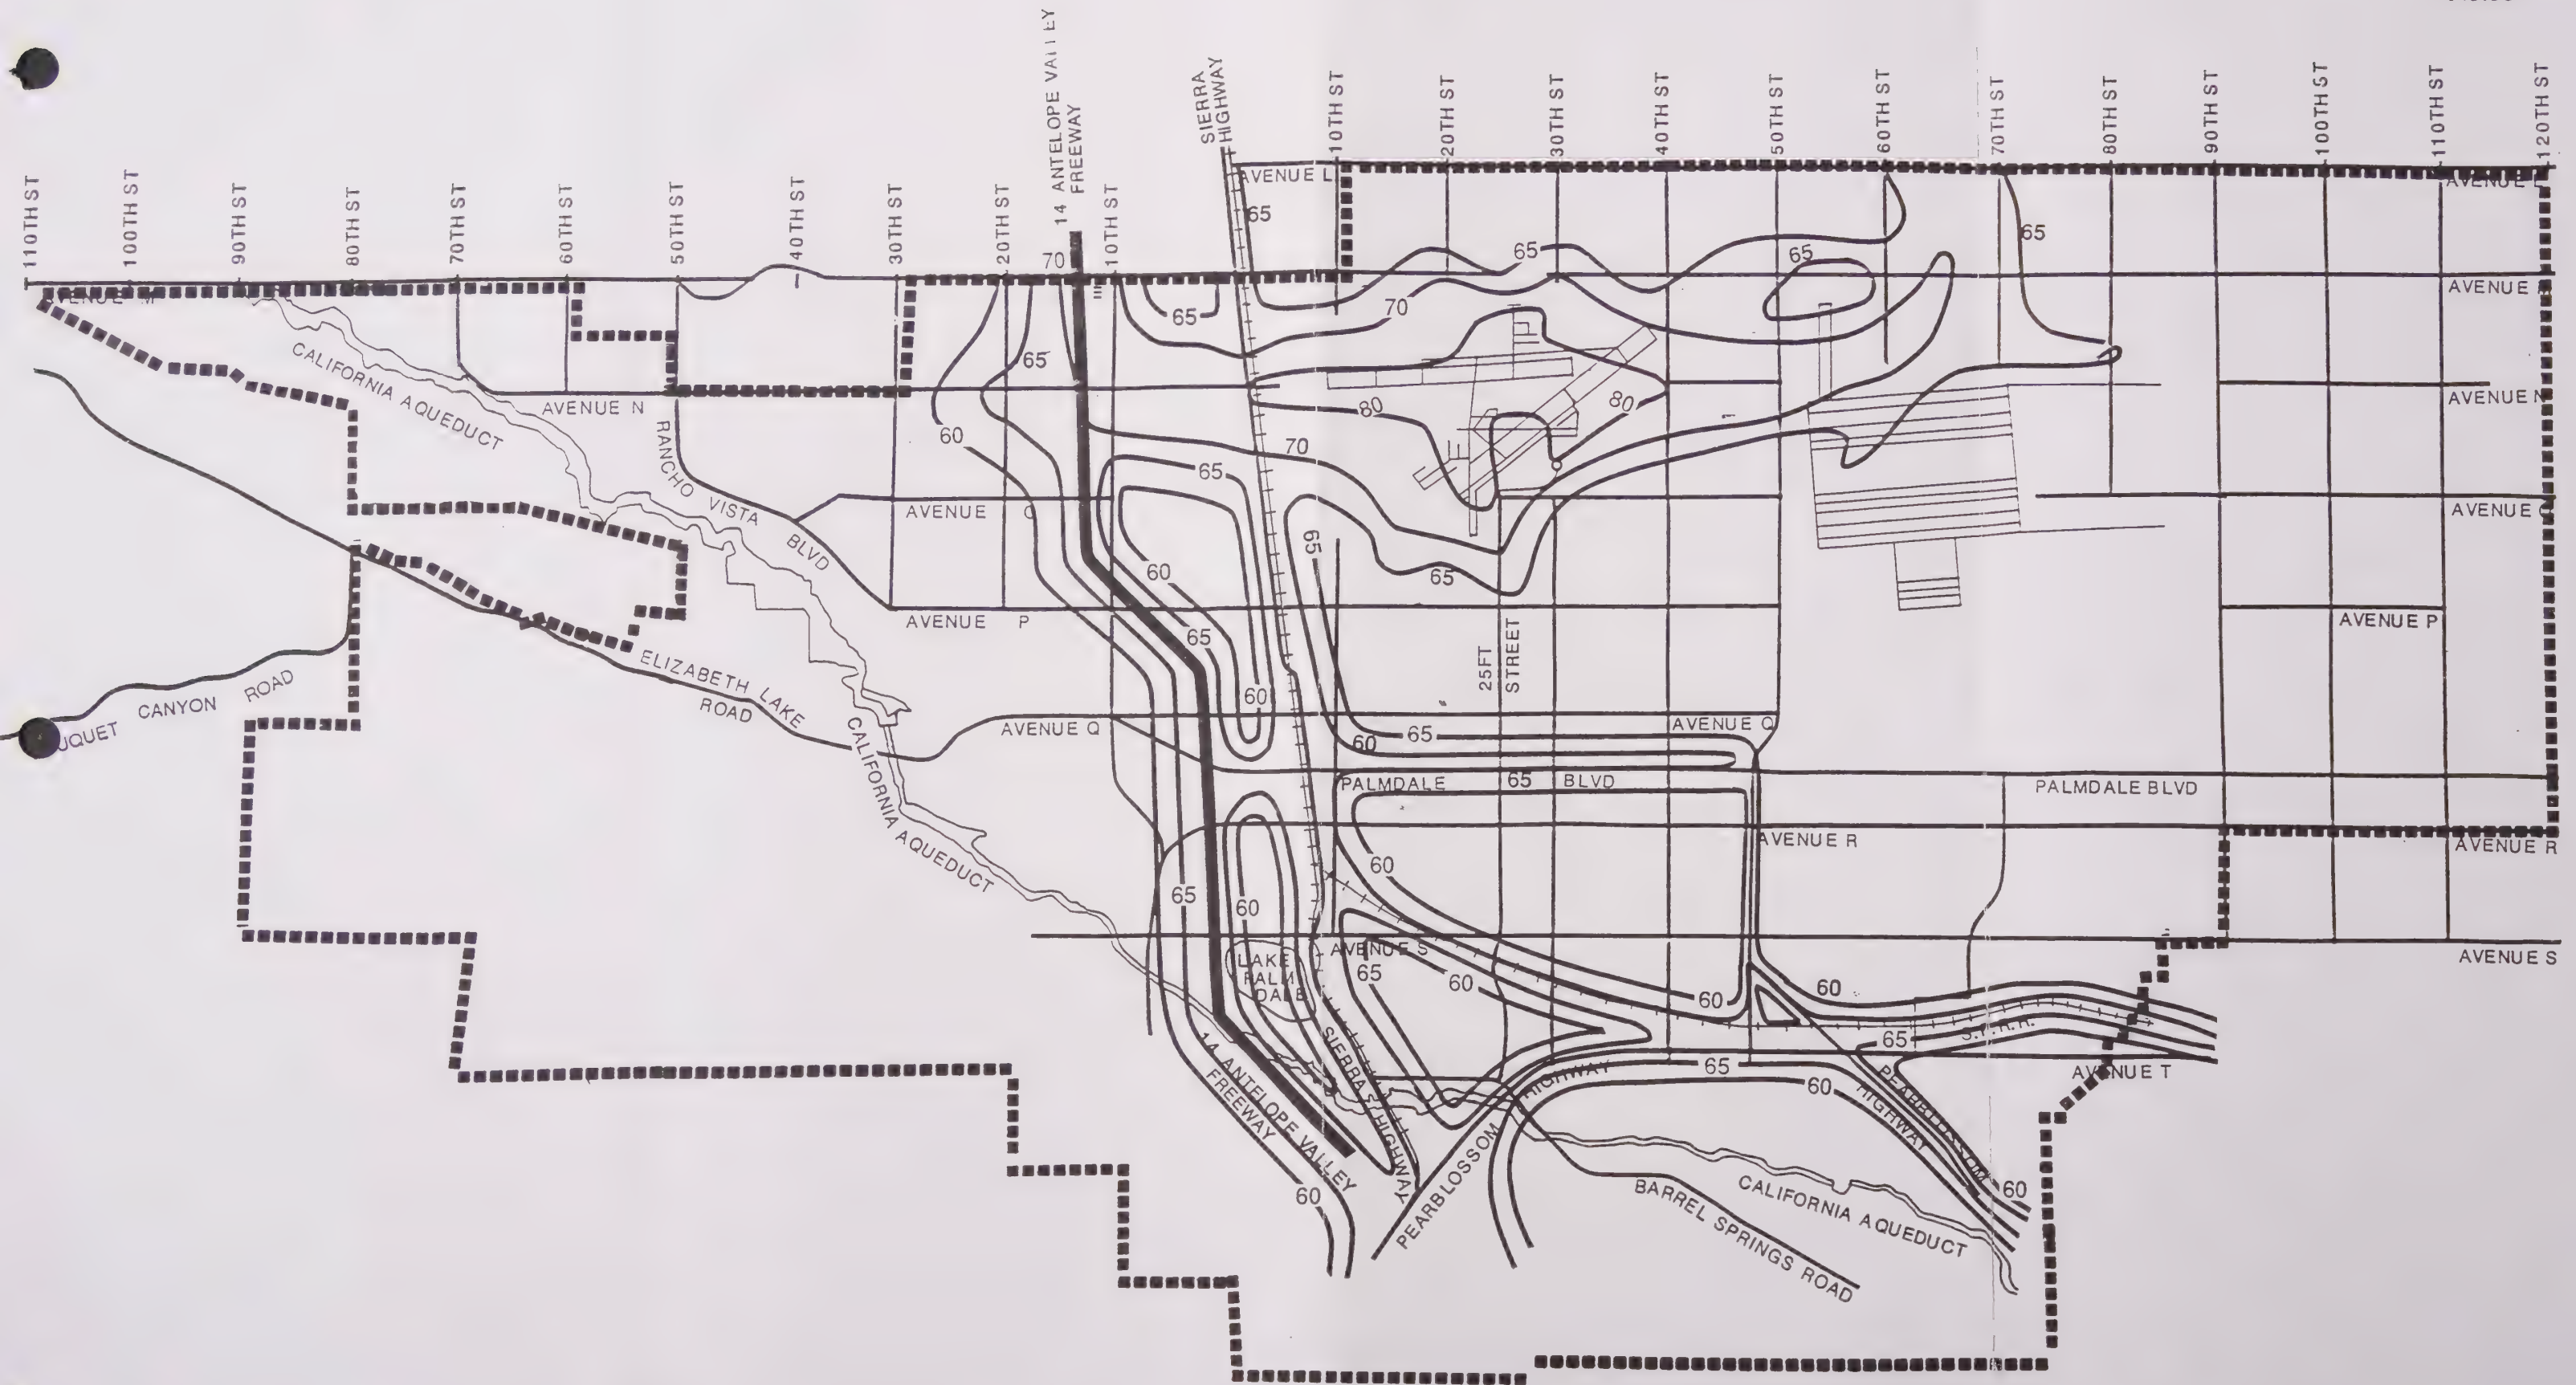 110TH ST
100TH ST
90TH ST
80TH ST
70TH ST
60TH ST
50TH ST
40TH ST
30TH ST
20TH ST
14 ANTELOPE VALLEY
FREEWAY
10TH ST
SIERRA
HIGHWAY
10TH ST
20TH ST
30TH ST
40TH ST
50TH ST
60TH ST
70TH ST
80TH ST
90TH ST
100TH ST
110TH ST
120TH ST
AVENUE L
AVENUE L
65
65
65
65
70
AVENUE M
AVENUE
65
70
CALIFORNIA AQUEDUCT
65
AVENUE N
AVENUE N
80
80
60
RANCHO VISTA BLVD
70
65
AVENUE O
AVENUE O
65
60
65
AVENUE P
AVENUE P
25FT
STREET
65
ELIZABETH LAKE
ROAD
BOUQUET CANYON ROAD
60
AVENUE Q
AVENUE Q
60
65
CALIFORNIA AQUEDUCT
PALMDALE 65 BLVD
PALMDALE BLVD
AVENUE R
AVENUE R
60
65
60
AVENUE S
AVENUE S
LAKE
PALM
DALE
65
60
60
60
S.P.R.R.
65
65
AVENUE T
60
14 ANTELOPE VALLEY
FREEWAY
SIERRA HIGHWAY
PEARBLOSSOM HIGHWAY
PEARBLOSSOM
HIGHWAY
60
60
BARREL SPRINGS ROAD
CALIFORNIA AQUEDUCT